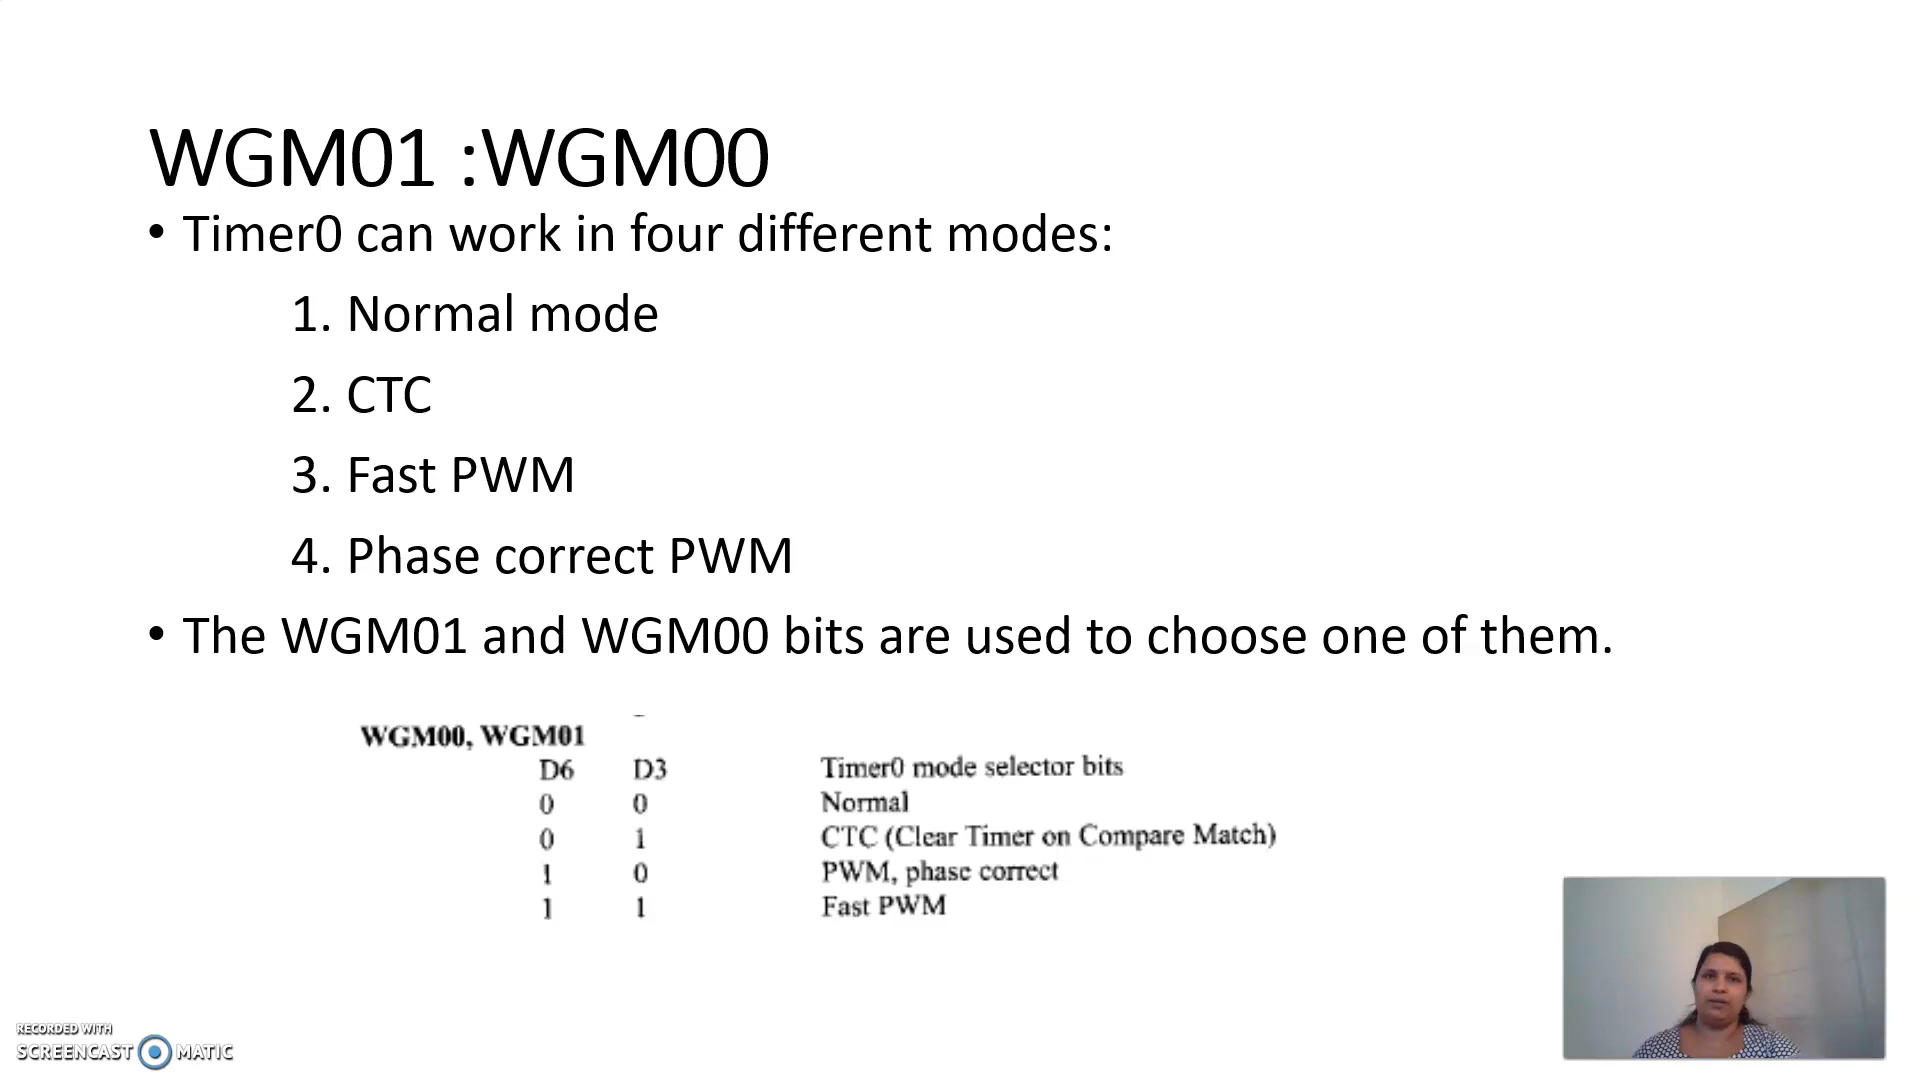 WGM01 :WGM00
• Timer0 can work in four different modes:
1. Normal mode
2. CTC
3. Fast PWM
4. Phase correct PWM
• The WGM01 and WGM00 bits are used to choose one of them.
WGM00, WGM01
D6 D3 Timer0 mode selector bits
0 0 Normal
0 1 CTC (Clear Timer on Compare Match)
1 0 PWM, phase correct
1 1 Fast PWM
RECORDED WITH
SCREENCAST MATIC